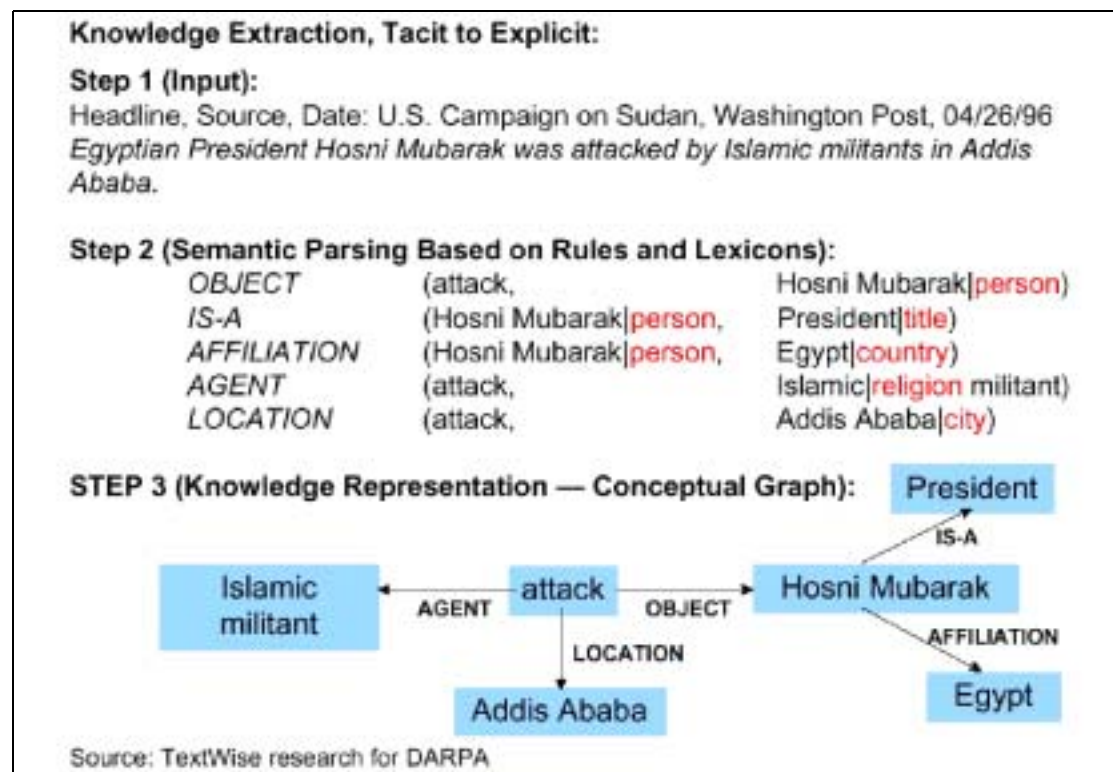 Knowledge Extraction, Tacit to Explicit:
Step 1 (Input):
Headline, Source, Date: U.S. Campaign on Sudan, Washington Post, 04/26/96
Egyptian President Hosni Mubarak was attacked by Islamic militants in Addis
Ababa.
Step 2 (Semantic Parsing Based on Rules and Lexicons):
OBJECT (attack, Hosni Mubarak|person)
IS-A (Hosni Mubarak|person, President|title)
AFFILIATION (Hosni Mubarak|person, Egypt|country)
AGENT (attack, Islamic|religion militant)
LOCATION (attack, Addis Ababa|city)
STEP 3 (Knowledge Representation — Conceptual Graph):
President
IS-A
Islamic
militant
AGENT
attack
OBJECT
Hosni Mubarak
AFFILIATION
LOCATION
Addis Ababa
Egypt
Source: TextWise research for DARPA